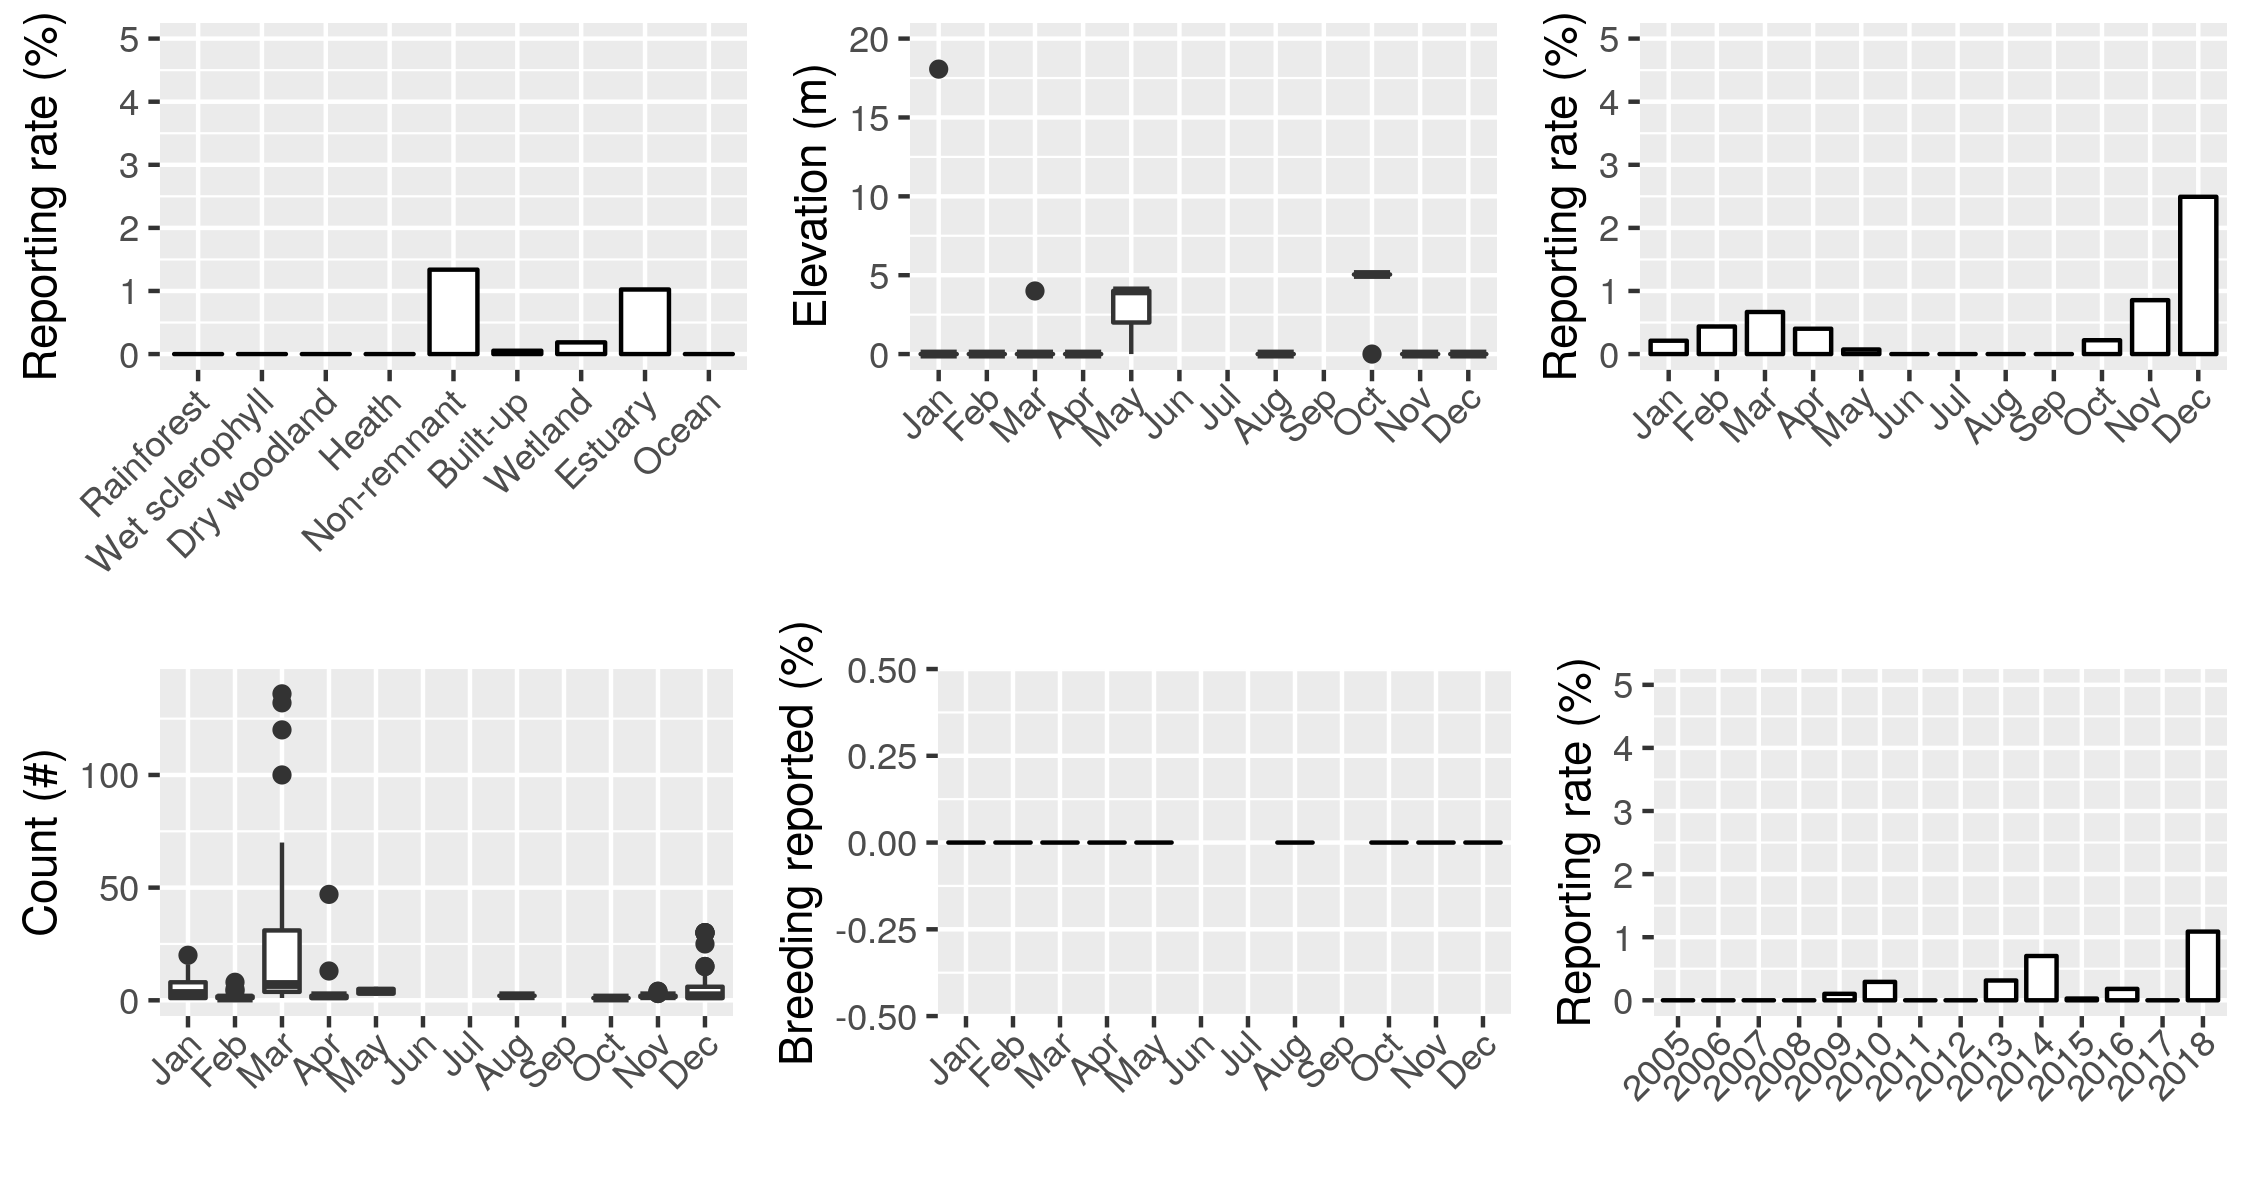 Reporting rate (%)
5
4
3
2
1
0
Rainforest
Wet sclerophyll
Dry woodland
Heath
Non-remnant
Built-up
Wetland
Estuary
Ocean
Elevation (m)
20
15
10
5
0
Jan
Feb
Mar
Apr
May
Jun
Jul
Aug
Sep
Oct
Nov
Dec
Reporting rate (%)
5
4
3
2
1
0
Jan
Feb
Mar
Apr
May
Jun
Jul
Aug
Sep
Oct
Nov
Dec
Count (#)
100
50
0
Jan
Feb
Mar
Apr
May
Jun
Jul
Aug
Sep
Oct
Nov
Dec
Breeding reported (%)
0.50
0.25
0.00
-0.25
-0.50
Jan
Feb
Mar
Apr
May
Jun
Jul
Aug
Sep
Oct
Nov
Dec
Reporting rate (%)
5
4
3
2
1
0
2005
2006
2007
2008
2009
2010
2011
2012
2013
2014
2015
2016
2017
2018